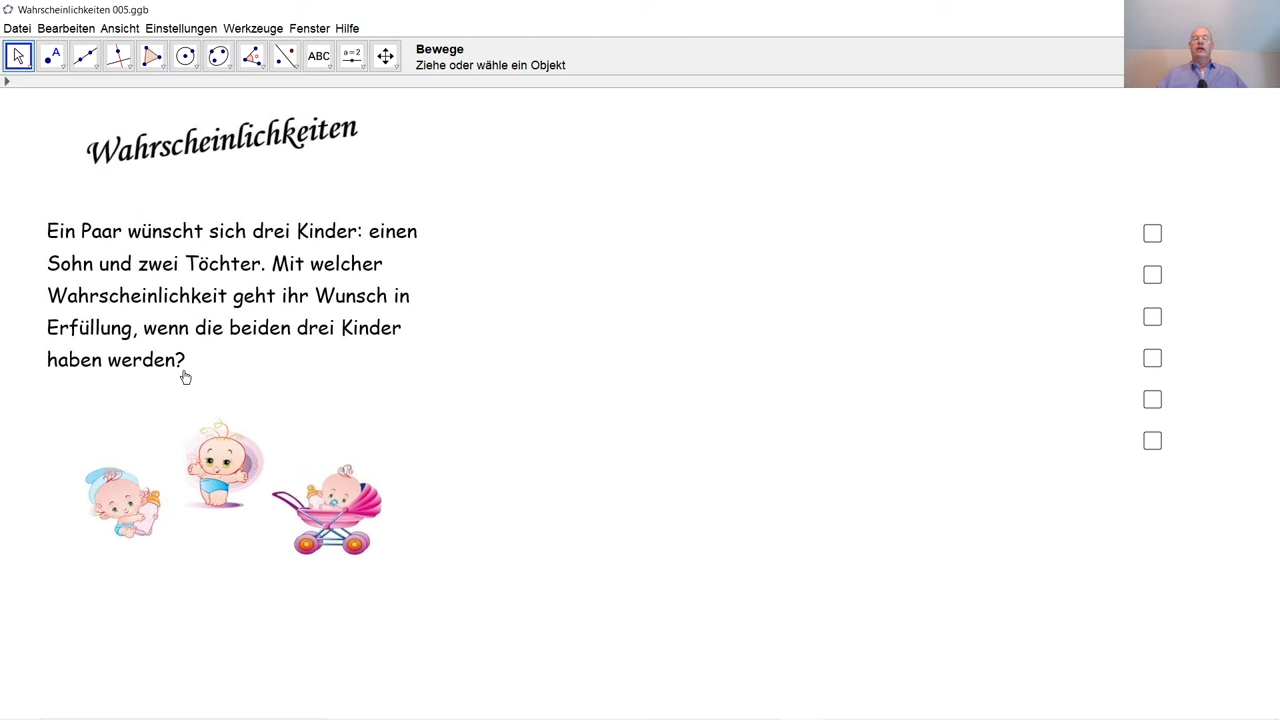 Wahrscheinlichkeiten 005.ggb
Datei Bearbeiten Ansicht Einstellungen Werkzeuge Fenster Hilfe
A
ABC
a=2
Bewege
Ziehe oder wähle ein Objekt
Wahrscheinlichkeiten
Ein Paar wünscht sich drei Kinder: einen
Sohn und zwei Töchter. Mit welcher
Wahrscheinlichkeit geht ihr Wunsch in
Erfüllung, wenn die beiden drei Kinder
haben werden?